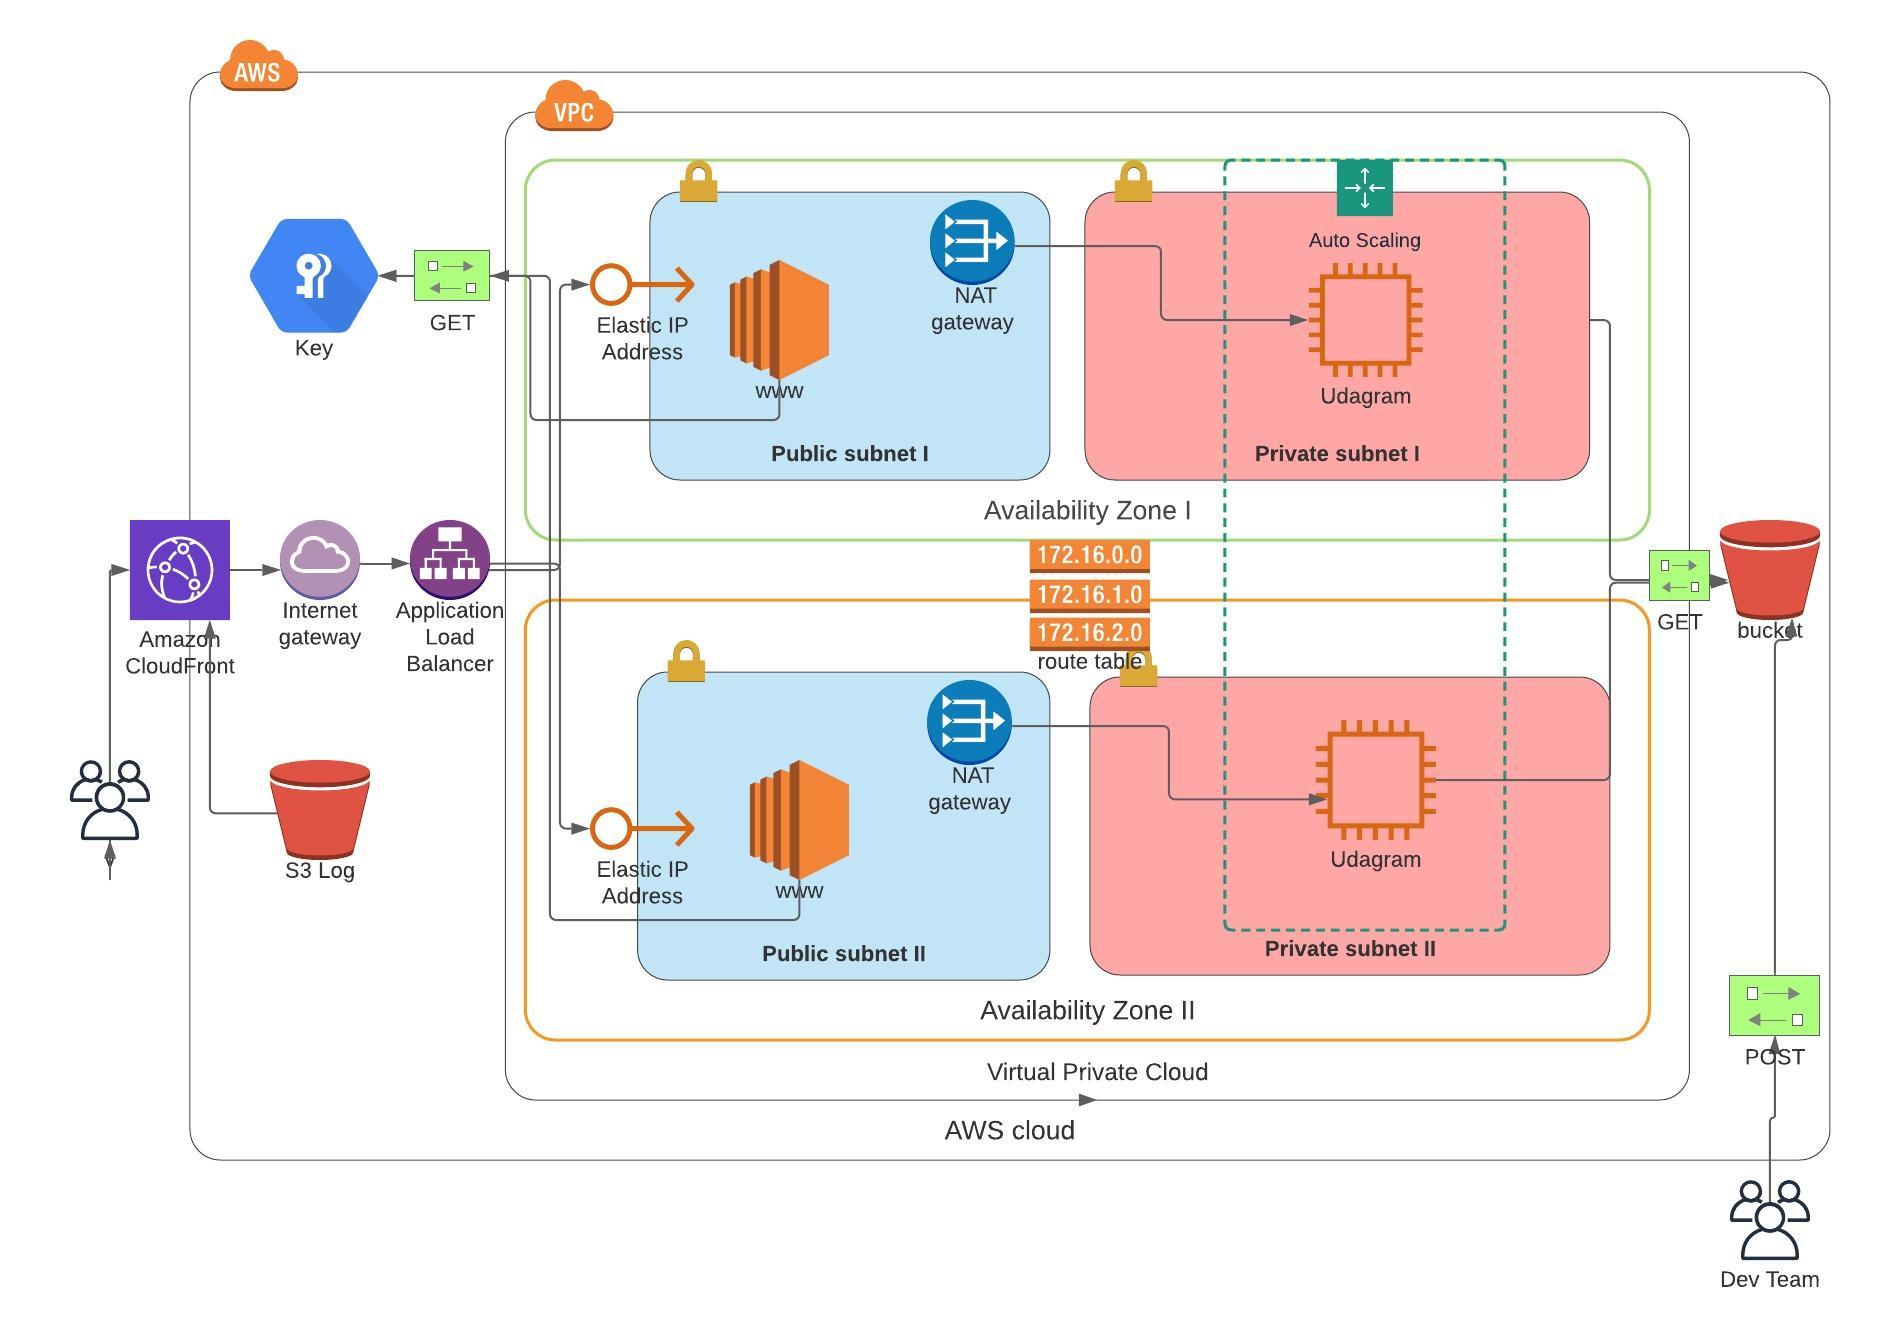 AWS
VPC
Auto Scaling
NAT
gateway
Elastic IP
Address
GET
Key
www
Udagram
Public subnet I
Private subnet I
Availability Zone I
172.16.0.0
172.16.1.0
172.16.2.0
route table
Internet
gateway
Application
Load
Balancer
Amazon
CloudFront
GET
bucket
NAT
gateway
Elastic IP
Address
www
Udagram
S3 Log
Public subnet II
Private subnet II
Availability Zone II
POST
Virtual Private Cloud
AWS cloud
Dev Team